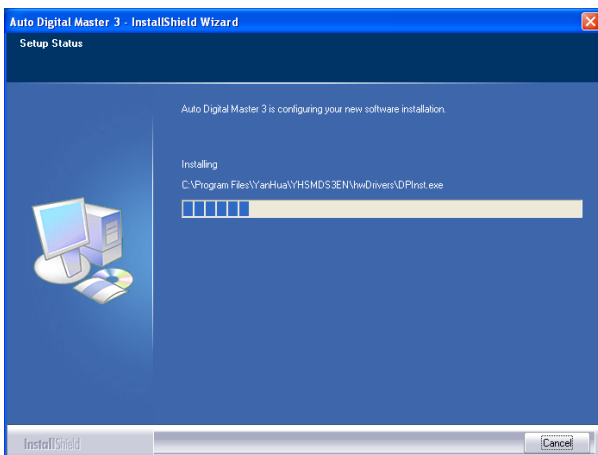 Auto Digital Master 3 - InstallShield Wizard
Setup Status
Auto Digital Master 3 is configuring your new software installation.
Installing
C:\Program Files\YanHua\YHSMDS3EN\hwDrivers\DPInst.exe
InstallShield
Cancel